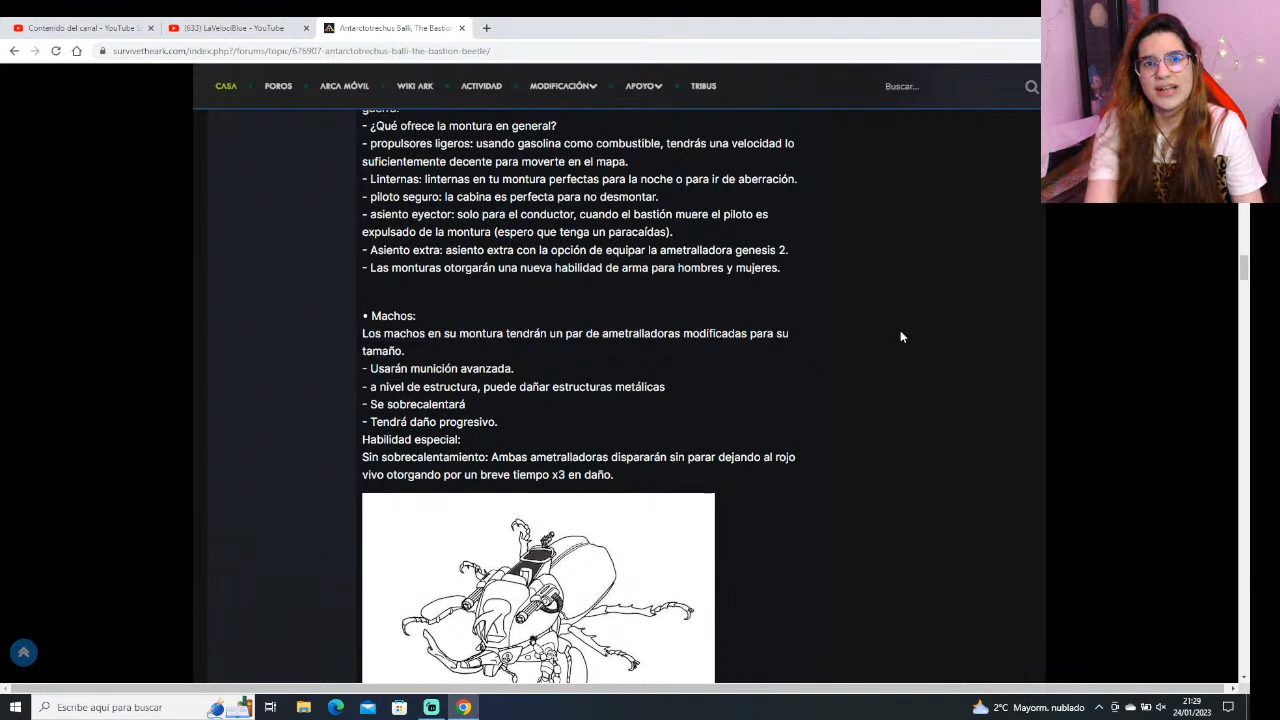 Contenido del canal - YouTube S
(633) LaVelociBlue - YouTube
Antarctotrechus Balli, The Bastion
survivetheark.com/index.php?/forums/topic/676907-antarctotrechus-balli-the-bastion-beetle/
CASA
FOROS
ARCA MÓVIL
WIKI ARK
ACTIVIDAD
MODIFICACIÓN
APOYO
TRIBUS
Buscar...
guerra.
- ¿Qué ofrece la montura en general?
- propulsores ligeros: usando gasolina como combustible, tendrás una velocidad lo
suficientemente decente para moverte en el mapa.
- Linternas: linternas en tu montura perfectas para la noche o para ir de aberración.
- piloto seguro: la cabina es perfecta para no desmontar.
- asiento eyector: solo para el conductor, cuando el bastión muere el piloto es
expulsado de la montura (espero que tenga un paracaídas).
- Asiento extra: asiento extra con la opción de equipar la ametralladora genesis 2.
- Las monturas otorgarán una nueva habilidad de arma para hombres y mujeres.
• Machos:
Los machos en su montura tendrán un par de ametralladoras modificadas para su
tamaño.
- Usarán munición avanzada.
- a nivel de estructura, puede dañar estructuras metálicas
- Se sobrecalentará
- Tendrá daño progresivo.
Habilidad especial:
Sin sobrecalentamiento: Ambas ametralladoras dispararán sin parar dejando al rojo
vivo otorgando por un breve tiempo x3 en daño.
Escribe aquí para buscar
2°C Mayorm. nublado
21:29
24/01/2023